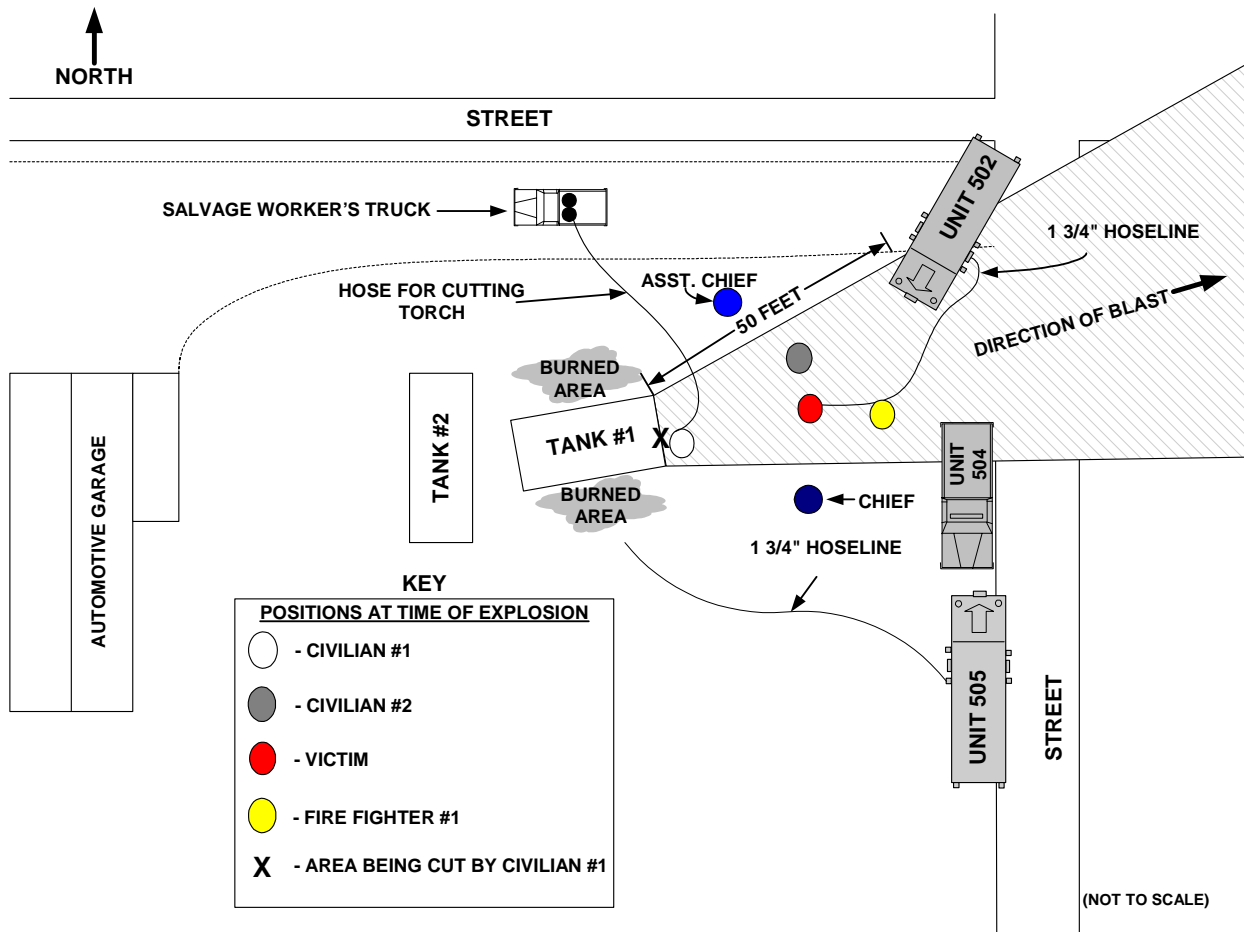 NORTH
STREET
SALVAGE WORKER'S TRUCK
UNIT 502
1 3/4" HOSELINE
HOSE FOR CUTTING
TORCH
ASST. CHIEF
50 FEET
DIRECTION OF BLAST
BURNED
AREA
TANK #1
X
TANK #2
AUTOMOTIVE GARAGE
UNIT
504
BURNED
AREA
CHIEF
1 3/4" HOSELINE
UNIT 505
STREET
KEY
POSITIONS AT TIME OF EXPLOSION
- CIVILIAN #1
- CIVILIAN #2
- VICTIM
- FIRE FIGHTER #1
X - AREA BEING CUT BY CIVILIAN #1
(NOT TO SCALE)